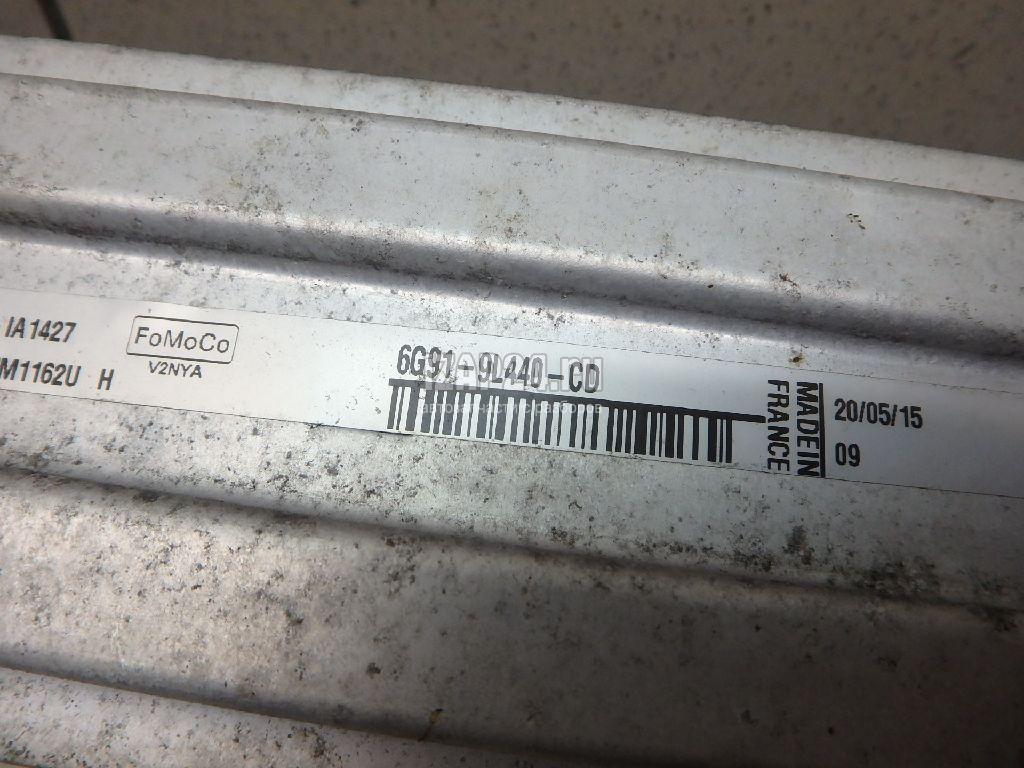 IA1427
M1162U H
FoMoCo
V2NYA
6G91-9L440-CD
MADE IN
FRANCE
20/05/15
09